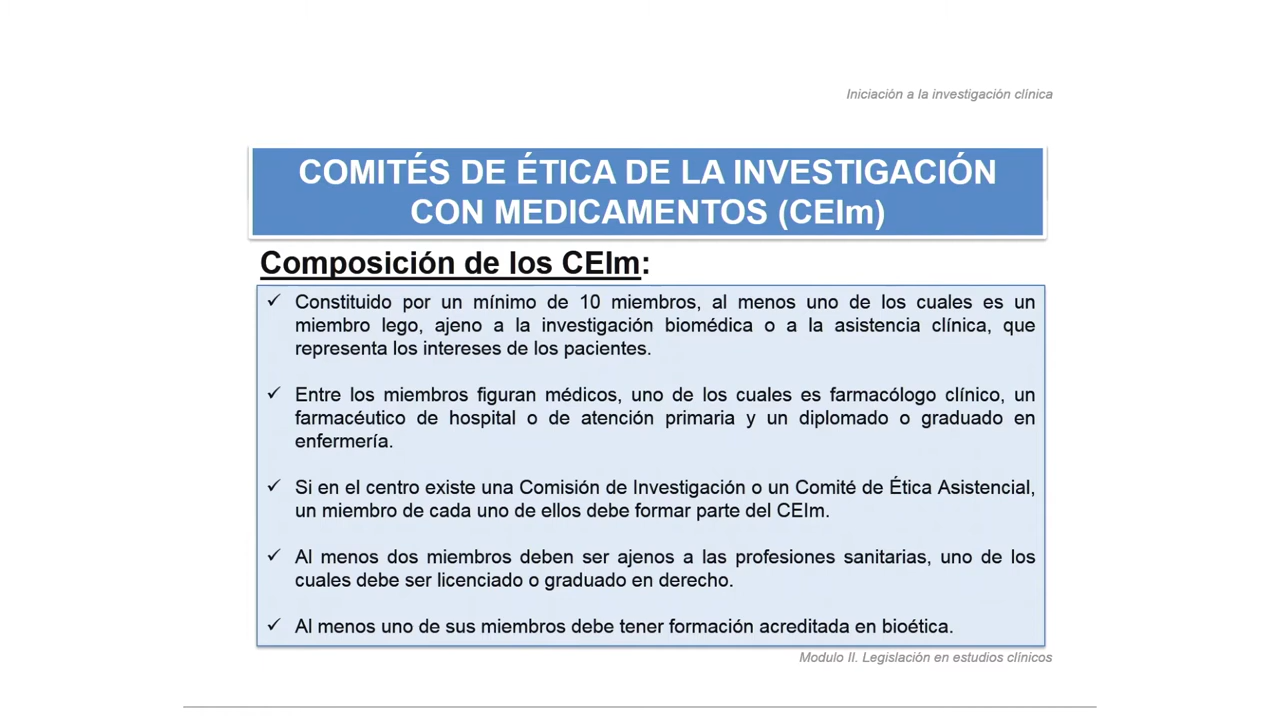 Iniciación a la investigación clínica
COMITÉS DE ÉTICA DE LA INVESTIGACIÓN
CON MEDICAMENTOS (CEIm)
Composición de los CEIm:
✓ Constituido por un mínimo de 10 miembros, al menos uno de los cuales es un
miembro lego, ajeno a la investigación biomédica o a la asistencia clínica, que
representa los intereses de los pacientes.
✓ Entre los miembros figuran médicos, uno de los cuales es farmacólogo clínico, un
farmacéutico de hospital o de atención primaria y un diplomado o graduado en
enfermería.
✓ Si en el centro existe una Comisión de Investigación o un Comité de Ética Asistencial,
un miembro de cada uno de ellos debe formar parte del CEIm.
✓ Al menos dos miembros deben ser ajenos a las profesiones sanitarias, uno de los
cuales debe ser licenciado o graduado en derecho.
✓ Al menos uno de sus miembros debe tener formación acreditada en bioética.
Modulo II. Legislación en estudios clínicos